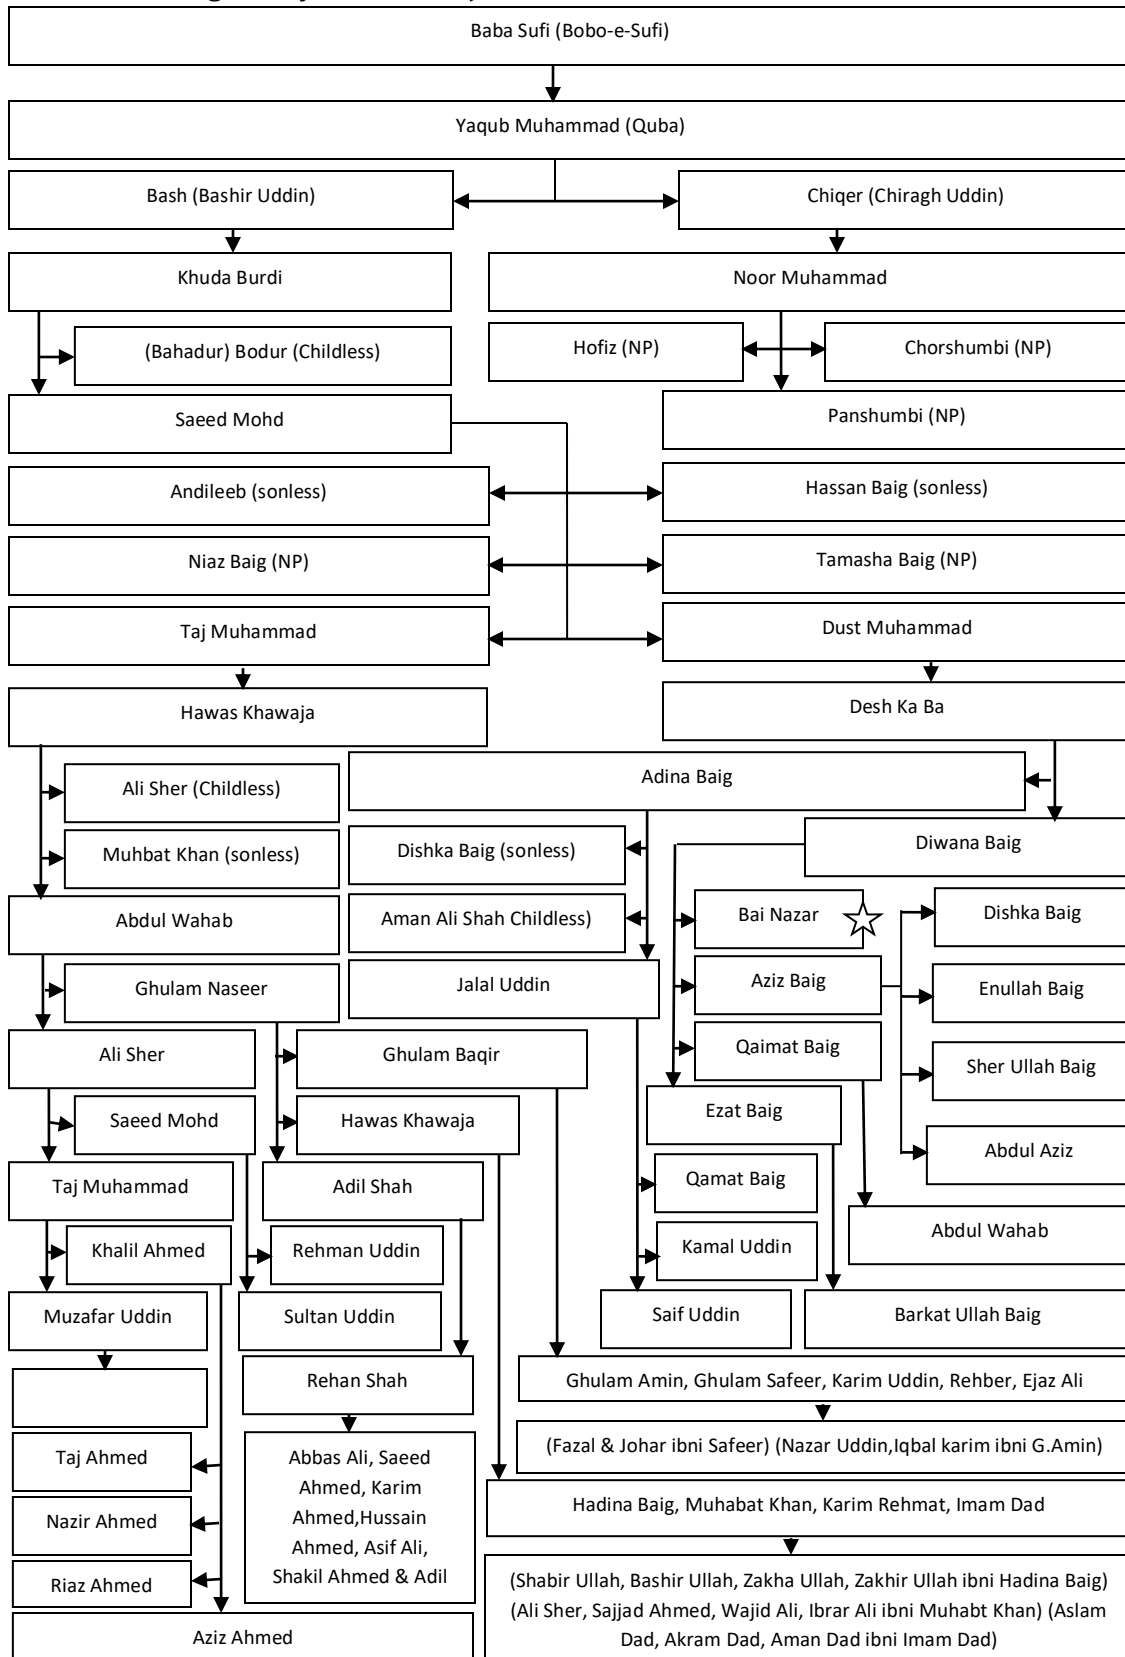 Baba Sufi (Bobo-e-Sufi)
Yaqub Muhammad (Quba)
Bash (Bashir Uddin)
Chiqer (Chiragh Uddin)
Khuda Burdi
Noor Muhammad
(Bahadur) Bodur (Childless)
Hofiz (NP)
Chorshumbi (NP)
Saeed Mohd
Panshumbi (NP)
Andileeb (sonless)
Hassan Baig (sonless)
Niaz Baig (NP)
Tamasha Baig (NP)
Taj Muhammad
Dust Muhammad
Hawas Khawaja
Desh Ka Ba
Ali Sher (Childless)
Adina Baig
Muhbat Khan (sonless)
Dishka Baig (sonless)
Diwana Baig
Abdul Wahab
Aman Ali Shah Childless)
Bai Nazar
Dishka Baig
Ghulam Naseer
Jalal Uddin
Aziz Baig
Enullah Baig
Ali Sher
Ghulam Baqir
Qaimat Baig
Sher Ullah Baig
Saeed Mohd
Hawas Khawaja
Ezat Baig
Abdul Aziz
Taj Muhammad
Adil Shah
Qamat Baig
Abdul Wahab
Khalil Ahmed
Rehman Uddin
Kamal Uddin
Muzafar Uddin
Sultan Uddin
Saif Uddin
Barkat Ullah Baig
Rehan Shah
Ghulam Amin, Ghulam Safeer, Karim Uddin, Rehber, Ejaz Ali
Taj Ahmed
Abbas Ali, Saeed
Ahmed, Karim
Ahmed,Hussain
Ahmed, Asif Ali,
Shakil Ahmed & Adil
(Fazal & Johar ibni Safeer) (Nazar Uddin,Iqbal karim ibni G.Amin)
Nazir Ahmed
Hadina Baig, Muhabat Khan, Karim Rehmat, Imam Dad
Riaz Ahmed
(Shabir Ullah, Bashir Ullah, Zakha Ullah, Zakhir Ullah ibni Hadina Baig)
(Ali Sher, Sajjad Ahmed, Wajid Ali, Ibrar Ali ibni Muhabt Khan) (Aslam
Dad, Akram Dad, Aman Dad ibni Imam Dad)
Aziz Ahmed